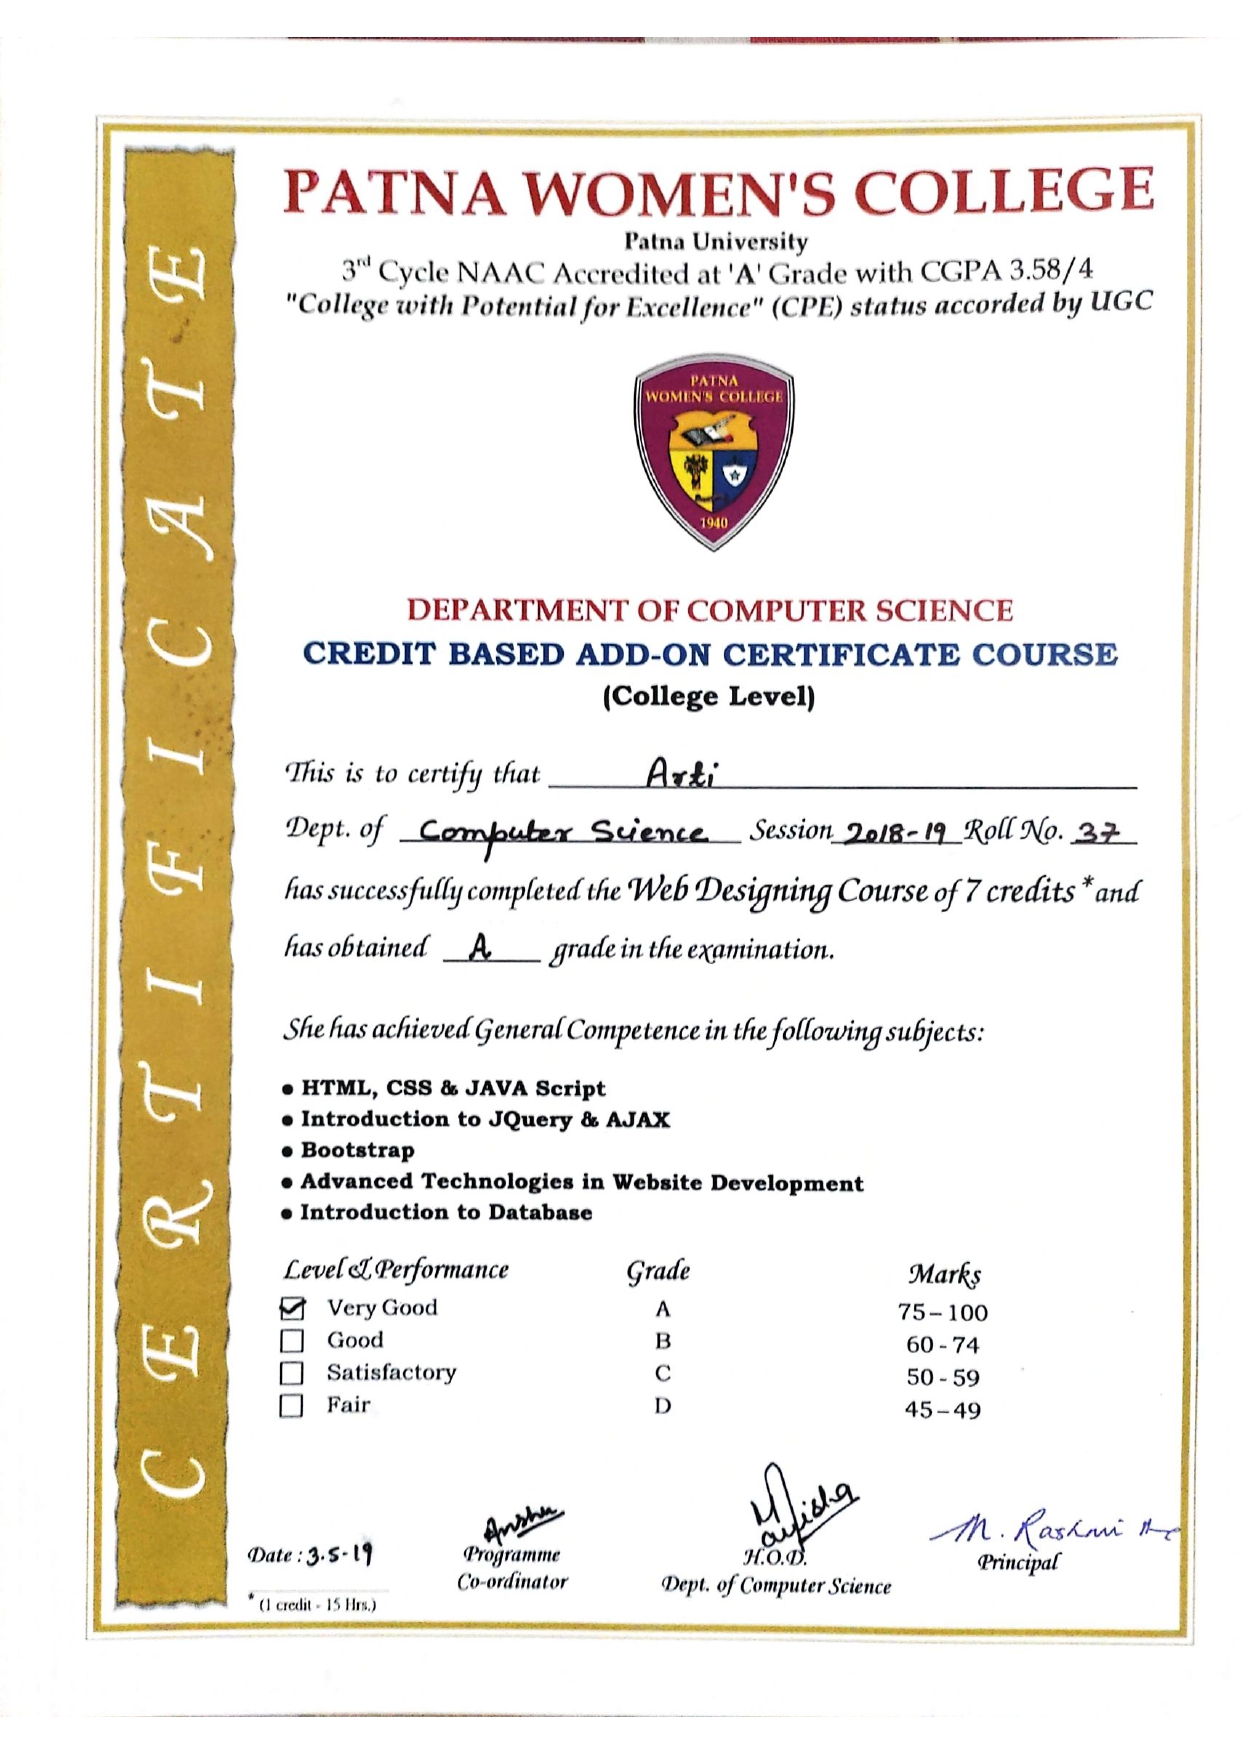 CERTIFICATE
PATNA WOMEN'S COLLEGE
Patna University
3rd Cycle NAAC Accredited at 'A' Grade with CGPA 3.58/4
"College with Potential for Excellence" (CPE) status accorded by UGC
PATNA
WOMEN'S COLLEGE
1940
DEPARTMENT OF COMPUTER SCIENCE
CREDIT BASED ADD-ON CERTIFICATE COURSE
(College Level)
This is to certify that Arti
Dept. of Computer Science Session 2018-19 Roll No. 37
has successfully completed the Web Designing Course of 7 credits * and
has obtained A grade in the examination.
She has achieved General Competence in the following subjects:
• HTML, CSS & JAVA Script
• Introduction to JQuery & AJAX
• Bootstrap
• Advanced Technologies in Website Development
• Introduction to Database
Level & Performance Grade Marks
Very Good A 75-100
Good B 60-74
Satisfactory C 50-59
Fair D 45-49
Anshu
M. Rashmi
Date : 3.5-19
Programme
Co-ordinator
H.O.D.
Dept. of Computer Science
Principal
* (1 credit - 15 Hrs.)